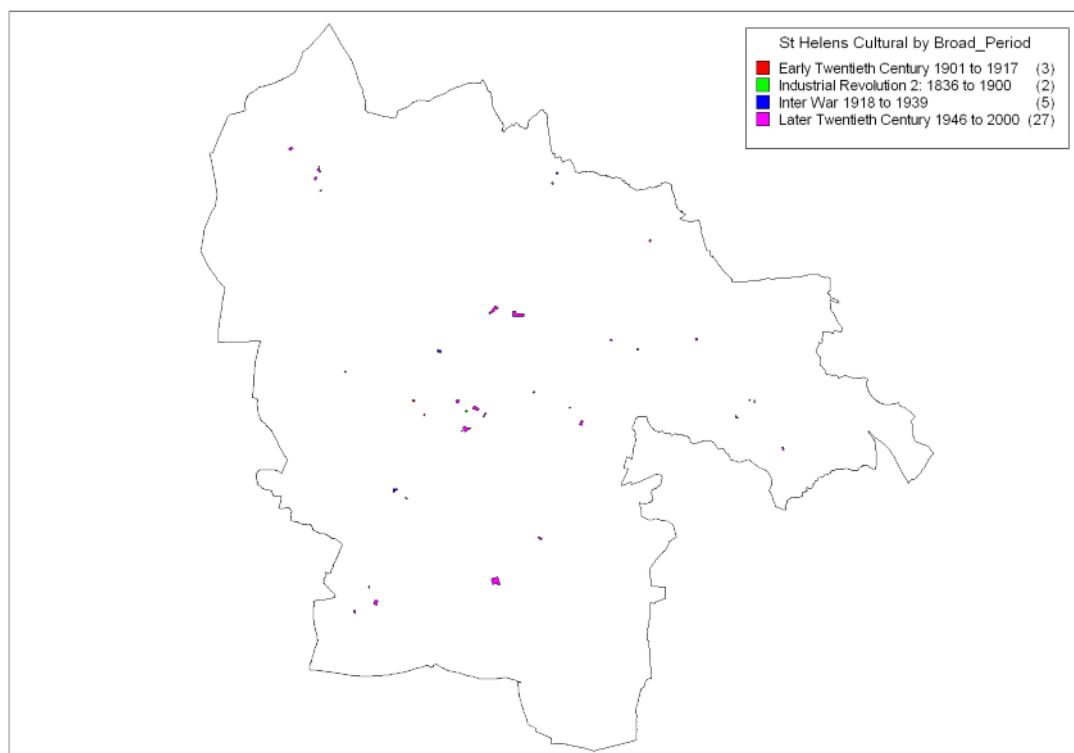 St Helens Cultural by Broad_Period
Early Twentieth Century 1901 to 1917 (3)
Industrial Revolution 2: 1836 to 1900 (2)
Inter War 1918 to 1939 (5)
Later Twentieth Century 1946 to 2000 (27)